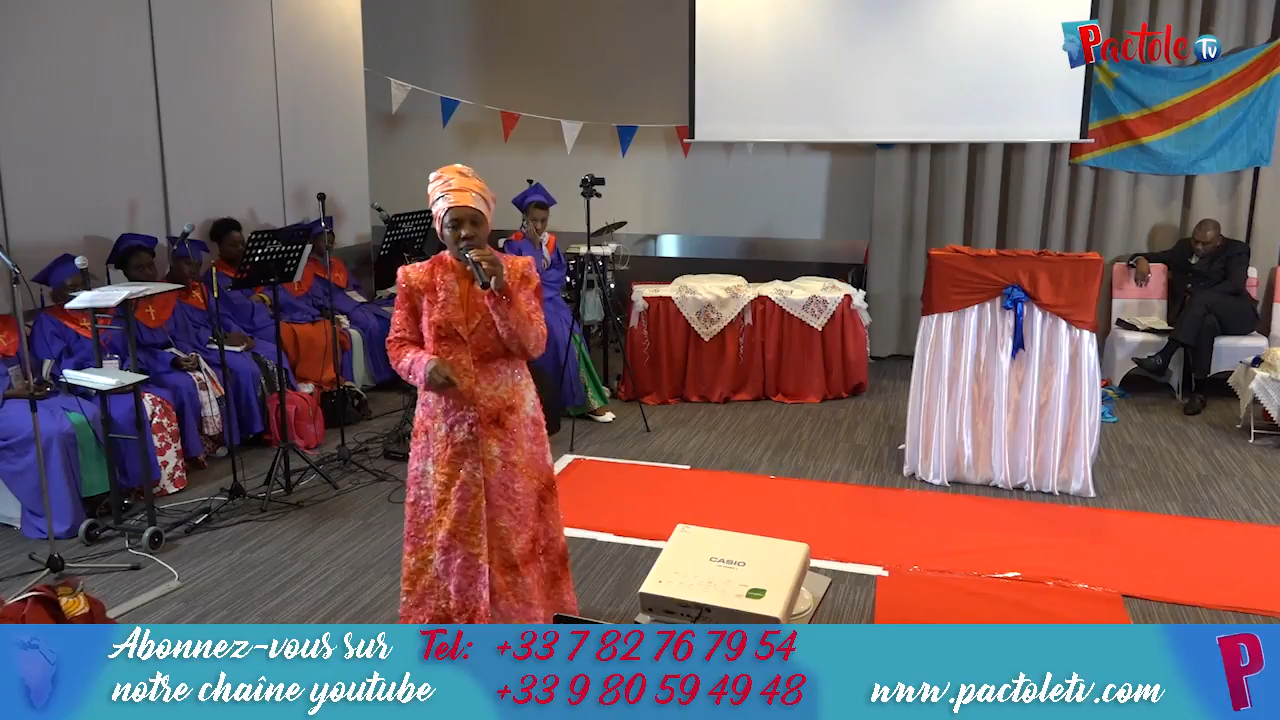 Pactole Tv
CASIO
Abonnez-vous sur
notre chaîne youtube
Tel: +33 7 82 76 79 54
+33 9 80 59 49 48
www.pactoletv.com
P